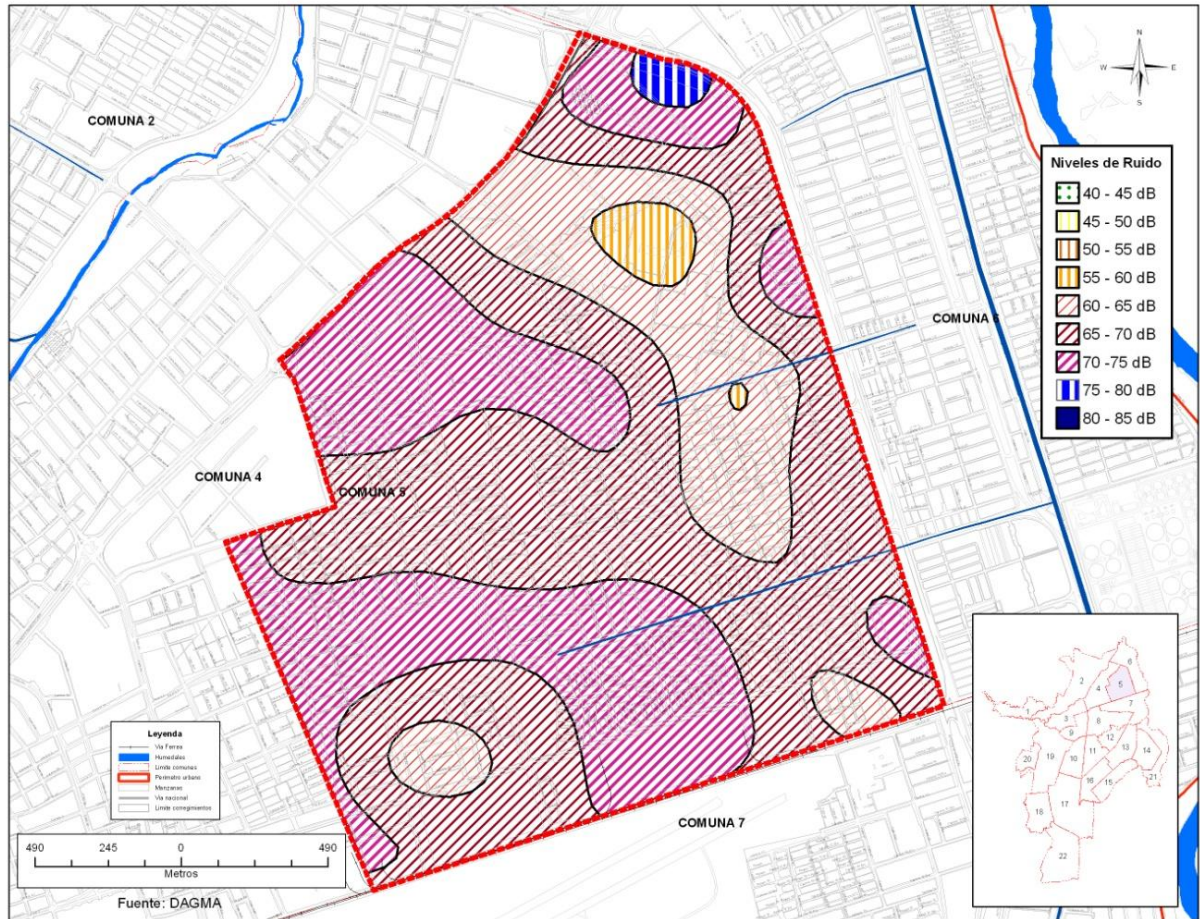 COMUNA 2
N
W
E
S
Niveles de Ruido
40 - 45 dB
45 - 50 dB
50 - 55 dB
55 - 60 dB
60 - 65 dB
65 - 70 dB
70 -75 dB
75 - 80 dB
80 - 85 dB
COMUNA 6
COMUNA 4
COMUNA 5
COMUNA 7
Leyenda
Via Ferrea
Humedales
Limite comunas
Perimetro urbano
Manzanas
Via nacional
Limite corregimientos
490 245 0 490
Metros
Fuente: DAGMA
6
2
5
4
7
1
3
8
9
12
13
14
20
19
10
11
21
16
15
18
17
22